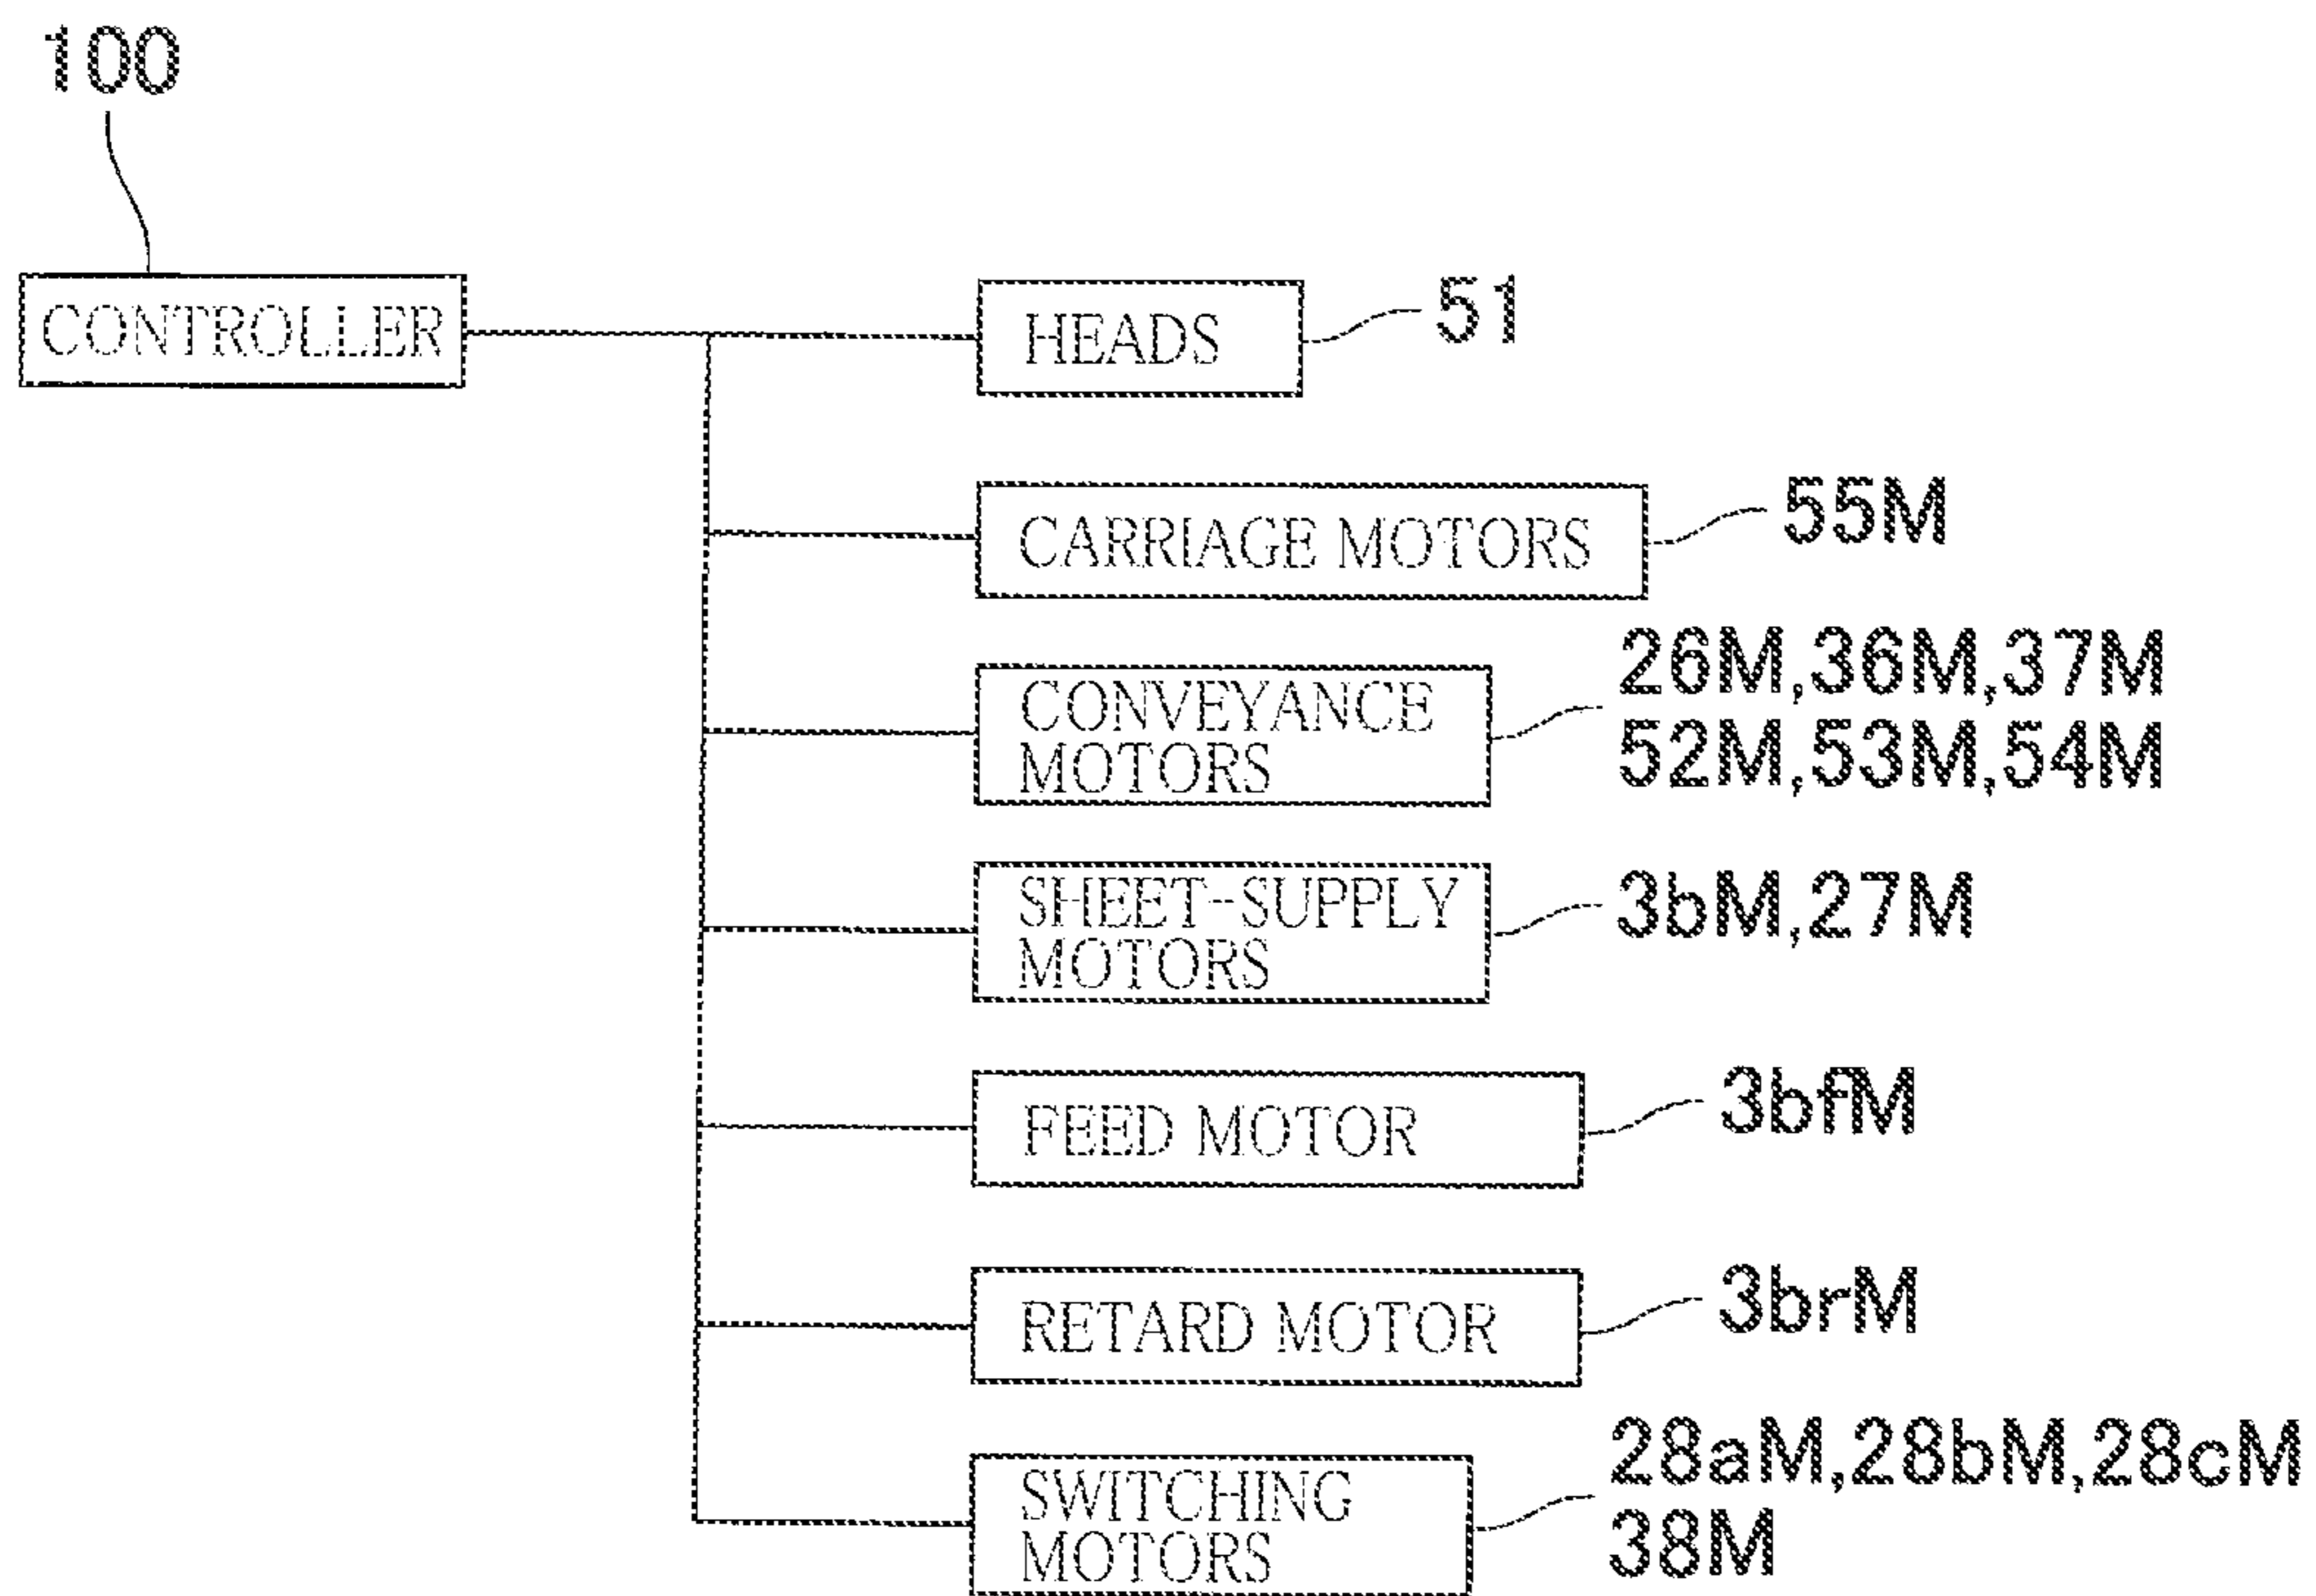 100
CONTROLLER
HEADS
51
CARRIAGE MOTORS
55M
CONVEYANCE
MOTORS
26M,36M,37M
52M,53M,54M
SHEET-SUPPLY
MOTORS
3bM,27M
FEED MOTOR
3bfM
RETARD MOTOR
3brM
SWITCHING
MOTORS
28aM,28bM,28cM
38M